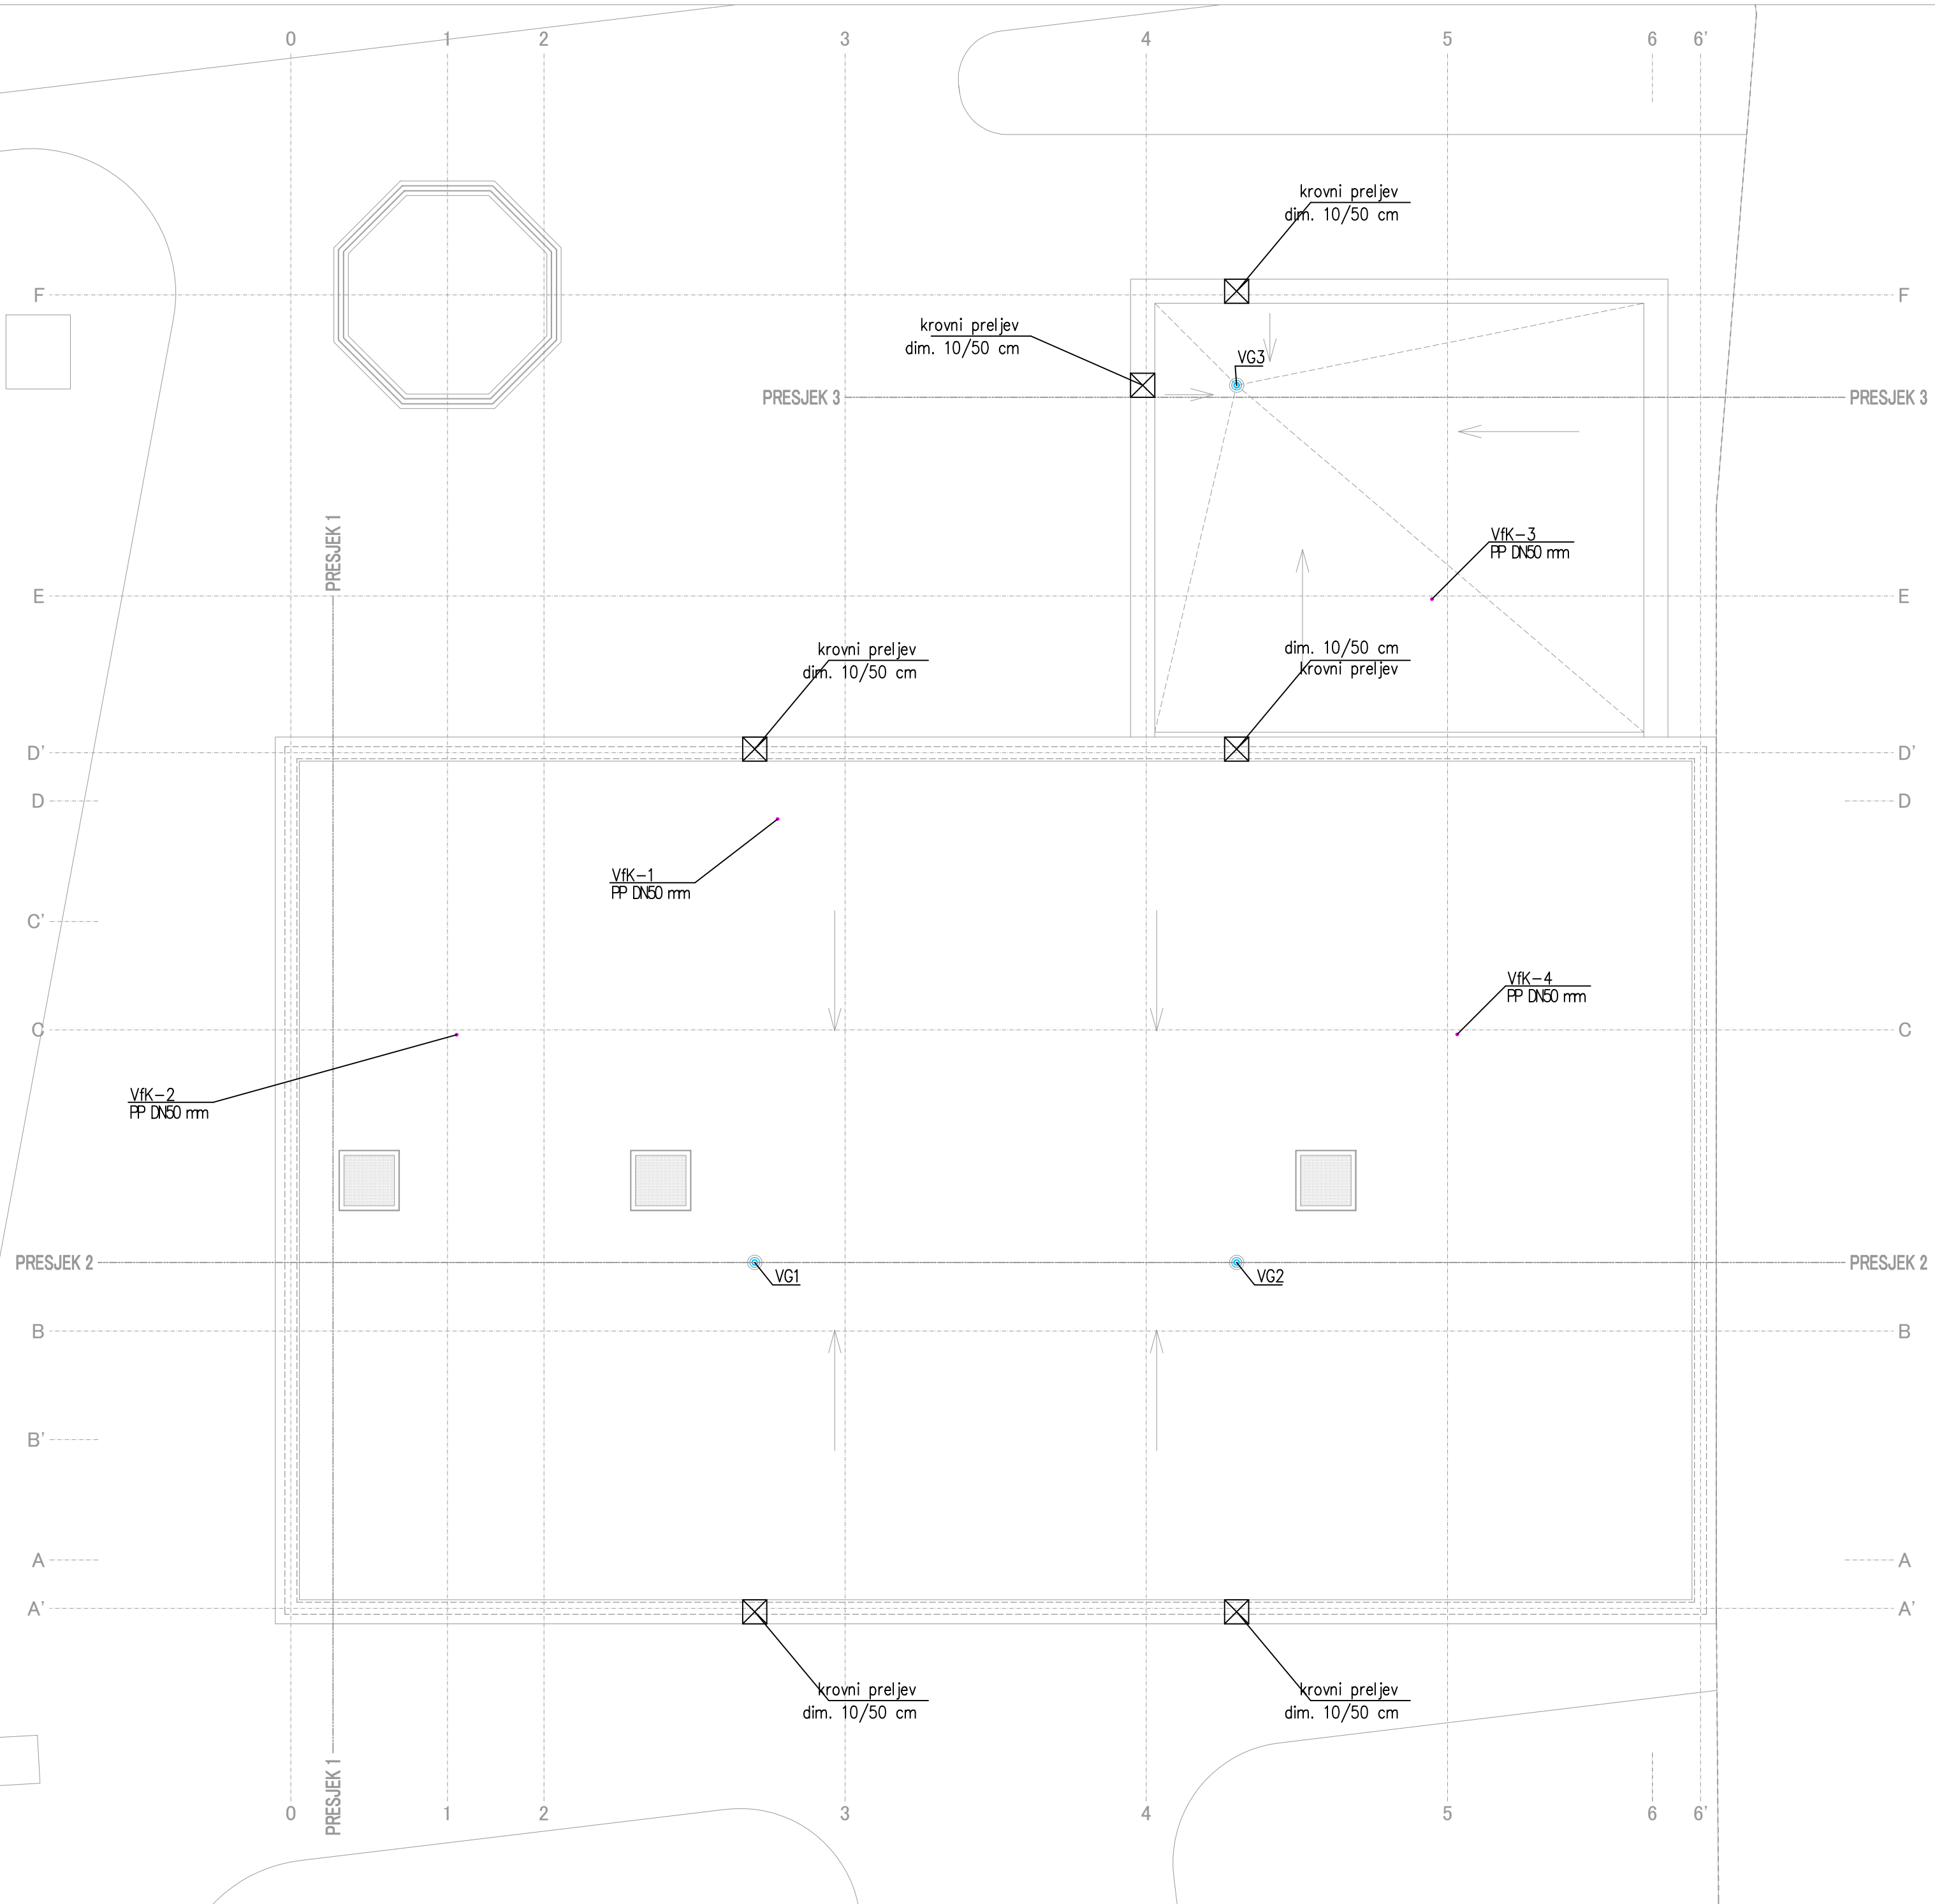 0 1 2 3 4 5 6 6'
krovni preljev
dim. 10/50 cm
F F
krovni preljev
dim. 10/50 cm
VG3
PRESJEK 3 PRESJEK 3
PRESJEK 1
VfK-3
PP DN50 mm
E E
krovni preljev
dim. 10/50 cm
dim. 10/50 cm
krovni preljev
D' D'
D D
VfK-1
PP DN50 mm
C'
VfK-4
PP DN50 mm
C C
VfK-2
PP DN50 mm
PRESJEK 2 PRESJEK 2
VG1 VG2
B B
B'
A A
A' A'
krovni preljev
dim. 10/50 cm
krovni preljev
dim. 10/50 cm
PRESJEK 1
0 1 2 3 4 5 6 6'